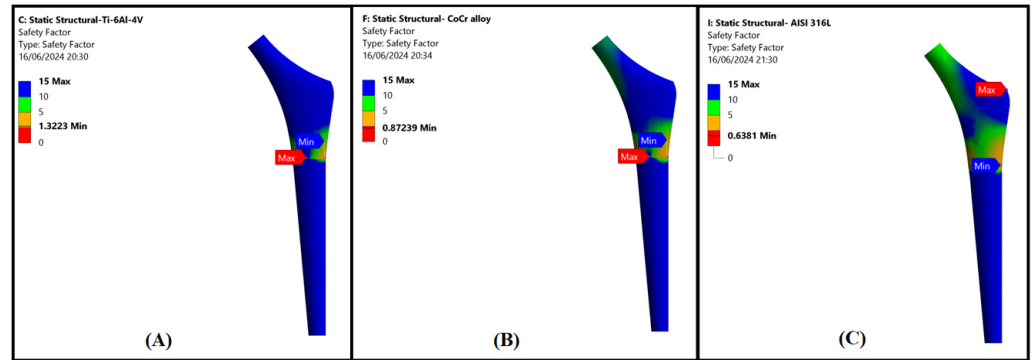 C: Static Structural-Ti-6Al-4V
Safety Factor
Type: Safety Factor
16/06/2024 20:30
15 Max
10
5
1.3223 Min
0
Min
Max
(A)
F: Static Structural- CoCr alloy
Safety Factor
Type: Safety Factor
16/06/2024 20:34
15 Max
10
5
0.87239 Min
0
Min
Max
(B)
I: Static Structural- AISI 316L
Safety Factor
Type: Safety Factor
16/06/2024 21:30
15 Max
10
5
0.6381 Min
0
Max
Min
(C)